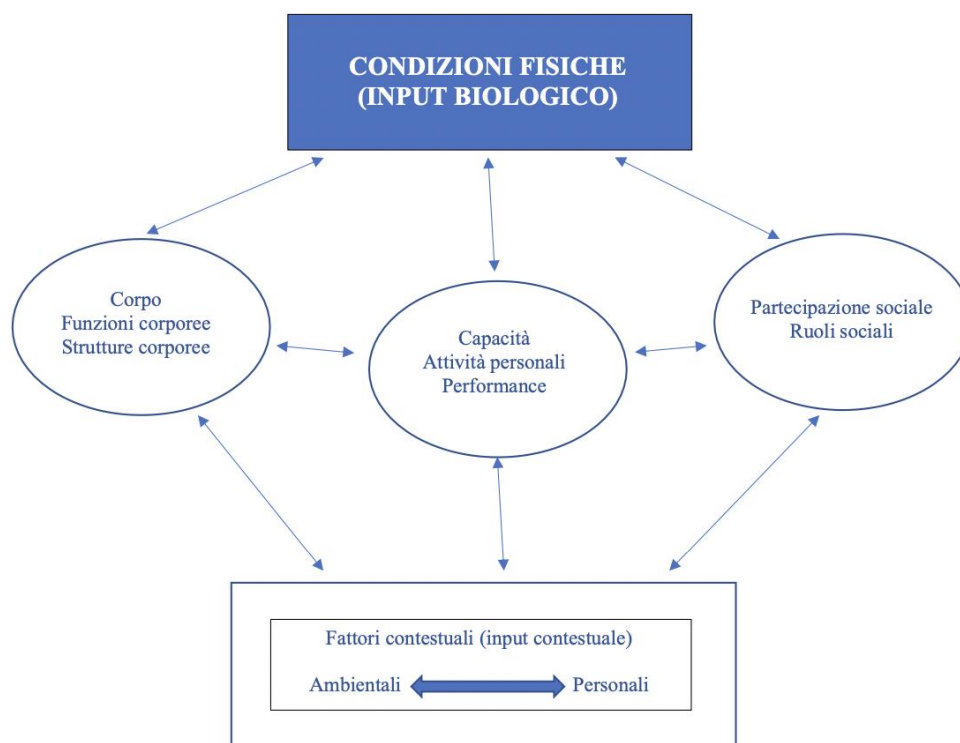 CONDIZIONI FISICHE
(INPUT BIOLOGICO)
Corpo
Funzioni corporee
Strutture corporee
Capacità
Attività personali
Performance
Partecipazione sociale
Ruoli sociali
Fattori contestuali (input contestuale)
Ambientali Personali